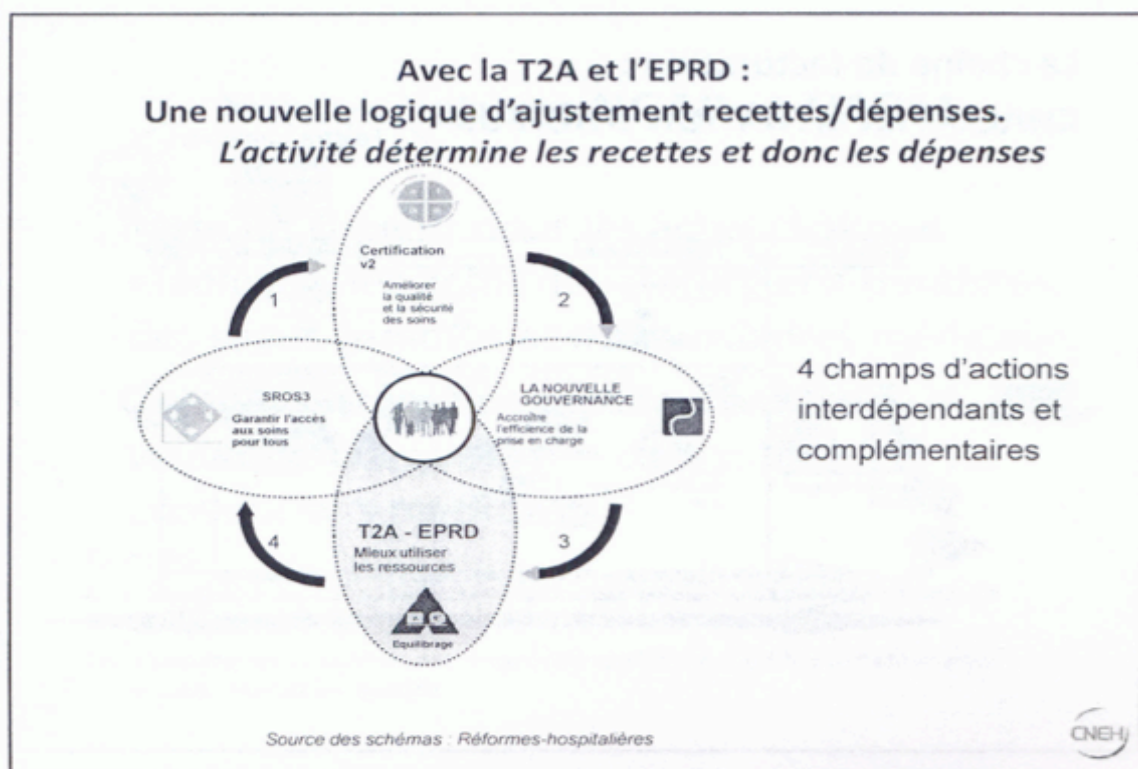 Avec la T2A et l'EPRD :
Une nouvelle logique d'ajustement recettes/dépenses.
L'activité détermine les recettes et donc les dépenses
Certification
v2
Améliorer
la qualité
et la sécurité
des soins
1
2
SROS3
Garantir l'accès
aux soins
pour tous
LA NOUVELLE
GOUVERNANCE
Accroître
l'efficience de la
prise en charge
4 champs d'actions
interdépendants et
complémentaires
4
T2A - EPRD
Mieux utiliser
les ressources
3
Equilibrage
Source des schémas : Réformes-hospitalières
CNEH